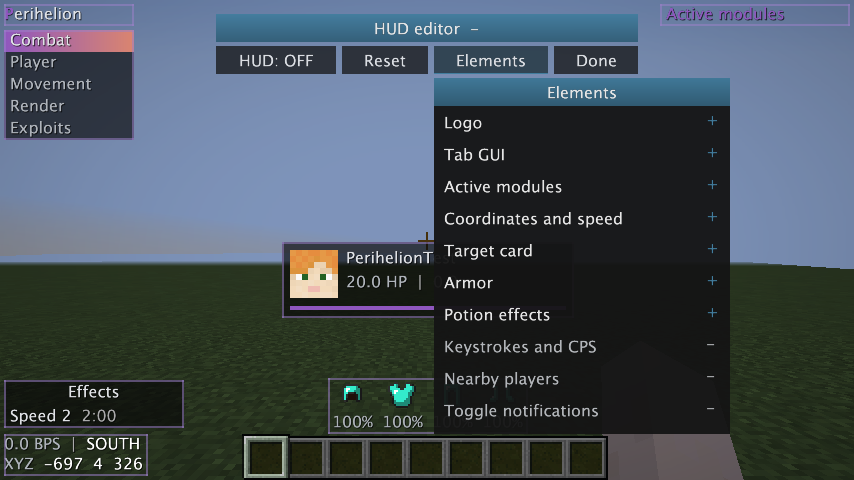 Perihelion
Active modules
HUD editor –
HUD: OFF
Reset
Elements
Done
Combat
Player
Movement
Render
Exploits
Elements
Logo +
Tab GUI +
Active modules +
Coordinates and speed +
Target card +
Armor +
Potion effects +
Keystrokes and CPS –
Nearby players –
Toggle notifications –
20.0 HP |
Effects
Speed 2 2:00
100% 100%
0.0 BPS | SOUTH
XYZ -697 4 326